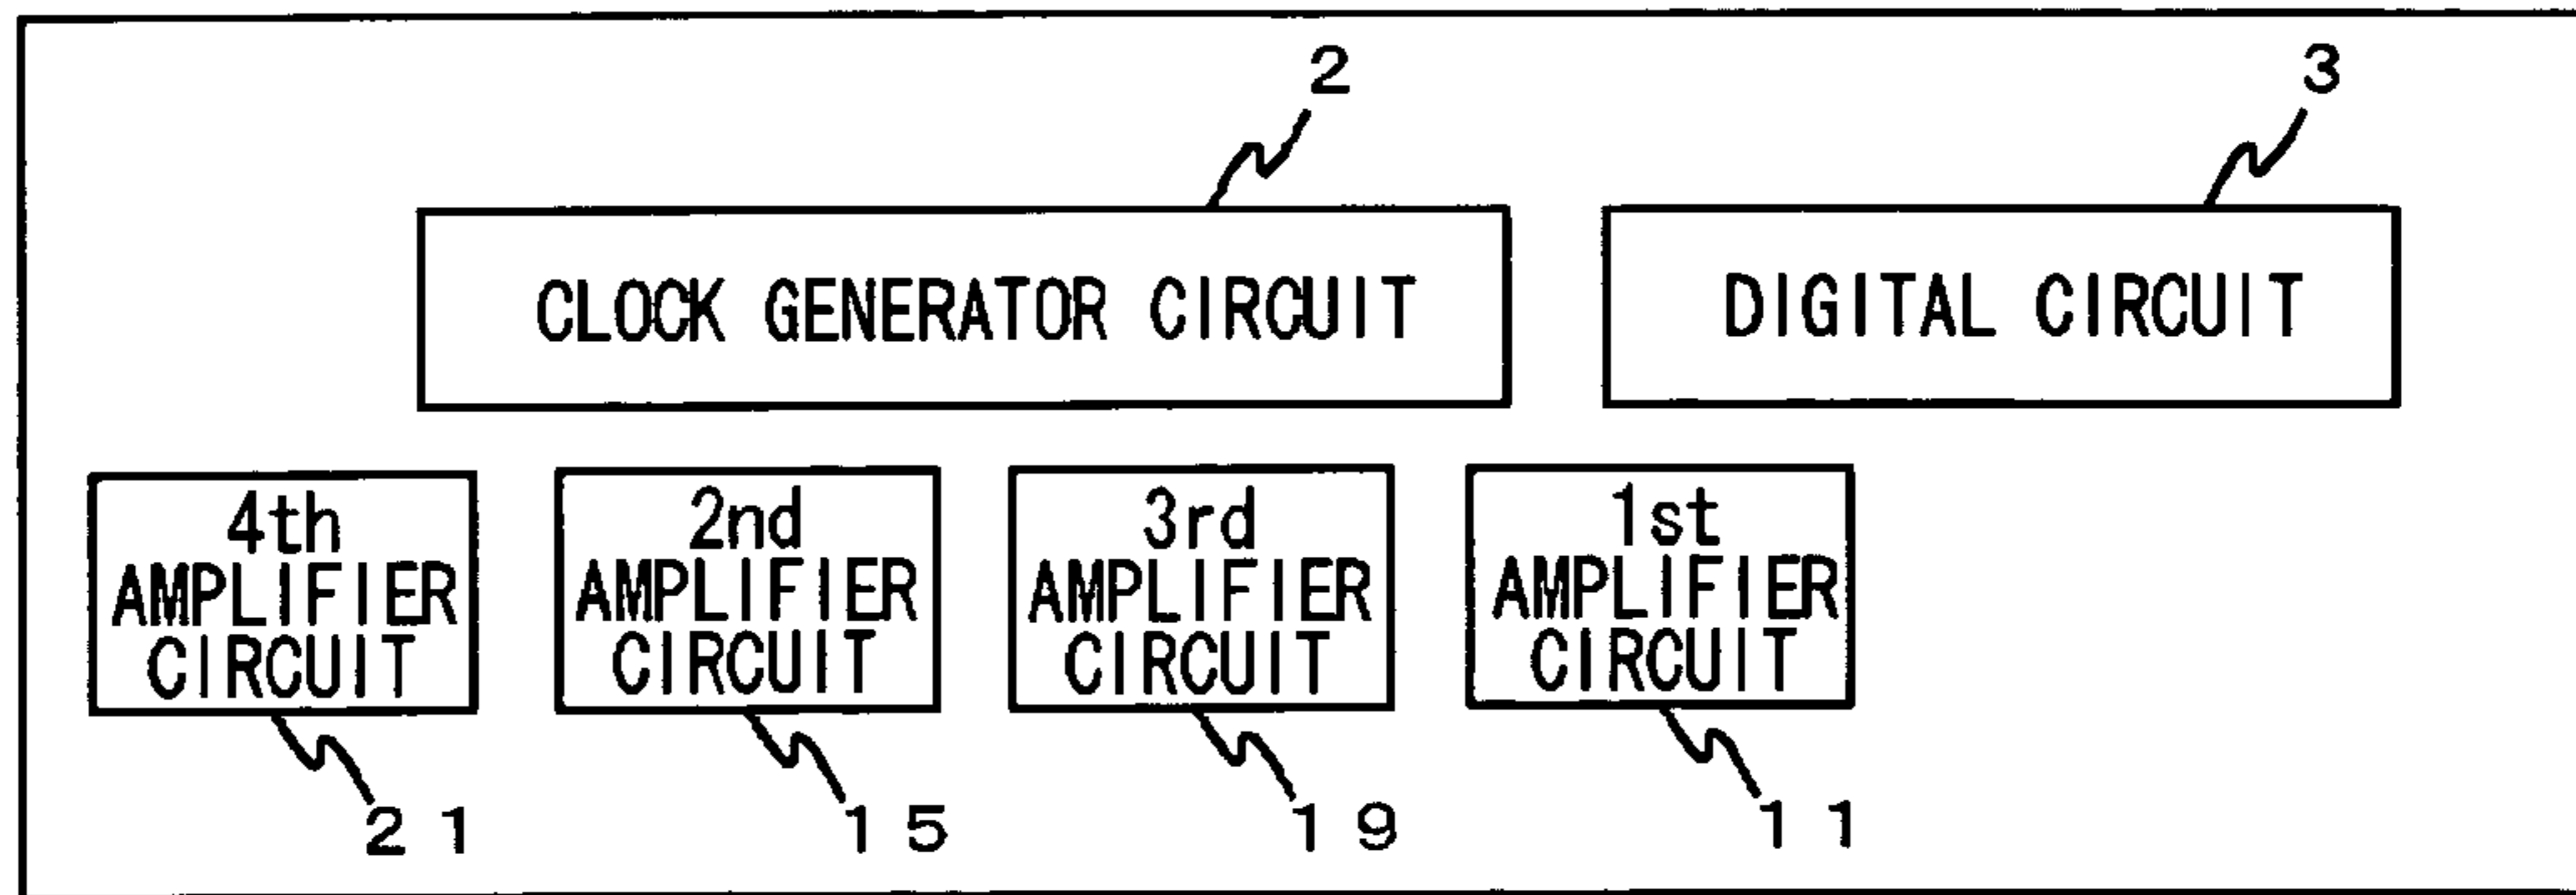 2
3
CLOCK GENERATOR CIRCUIT
DIGITAL CIRCUIT
4th
AMPLIFIER
CIRCUIT
2nd
AMPLIFIER
CIRCUIT
3rd
AMPLIFIER
CIRCUIT
1st
AMPLIFIER
CIRCUIT
21
15
19
11